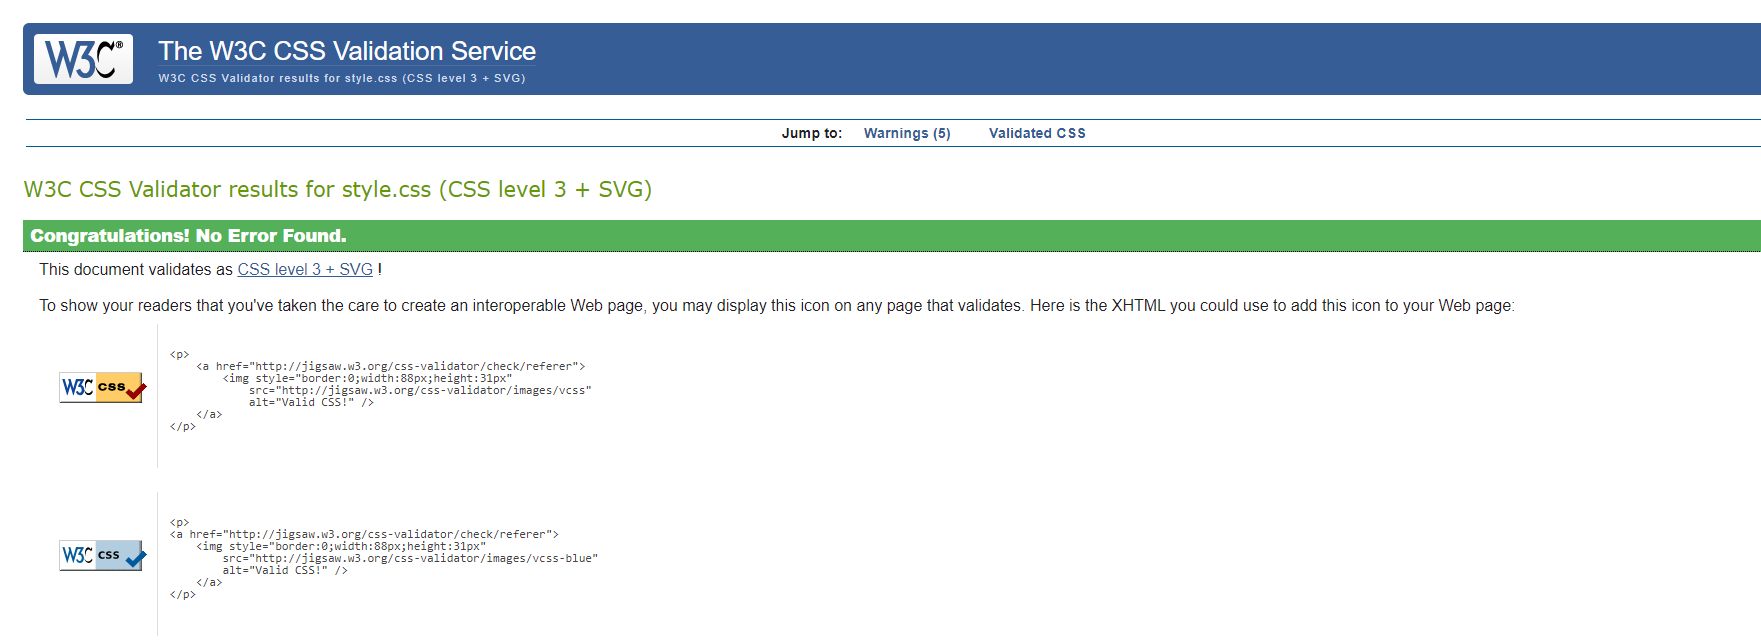 W3C®
The W3C CSS Validation Service
W3C CSS Validator results for style.css (CSS level 3 + SVG)
Jump to: Warnings (5) Validated CSS
W3C CSS Validator results for style.css (CSS level 3 + SVG)
Congratulations! No Error Found.
This document validates as CSS level 3 + SVG !
To show your readers that you've taken the care to create an interoperable Web page, you may display this icon on any page that validates. Here is the XHTML you could use to add this icon to your Web page:
W3C css
<p>
<a href="http://jigsaw.w3.org/css-validator/check/referer">
<img style="border:0;width:88px;height:31px"
src="http://jigsaw.w3.org/css-validator/images/vcss"
alt="Valid CSS!" />
</a>
</p>
W3C css
<p>
<a href="http://jigsaw.w3.org/css-validator/check/referer">
<img style="border:0;width:88px;height:31px"
src="http://jigsaw.w3.org/css-validator/images/vcss-blue"
alt="Valid CSS!" />
</a>
</p>